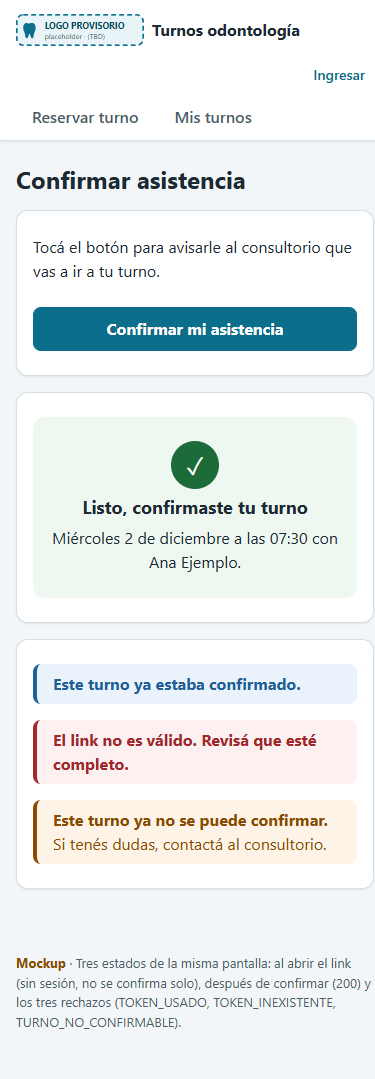 LOGO PROVISORIO
placeholder · (TBD)
Turnos odontología
Ingresar
Reservar turno
Mis turnos
Confirmar asistencia
Tocá el botón para avisarle al consultorio que
vas a ir a tu turno.
Confirmar mi asistencia
Listo, confirmaste tu turno
Miércoles 2 de diciembre a las 07:30 con
Ana Ejemplo.
Este turno ya estaba confirmado.
El link no es válido. Revisá que esté
completo.
Este turno ya no se puede confirmar.
Si tenés dudas, contactá al consultorio.
Mockup · Tres estados de la misma pantalla: al abrir el link
(sin sesión, no se confirma solo), después de confirmar (200) y
los tres rechazos (TOKEN_USADO, TOKEN_INEXISTENTE,
TURNO_NO_CONFIRMABLE).